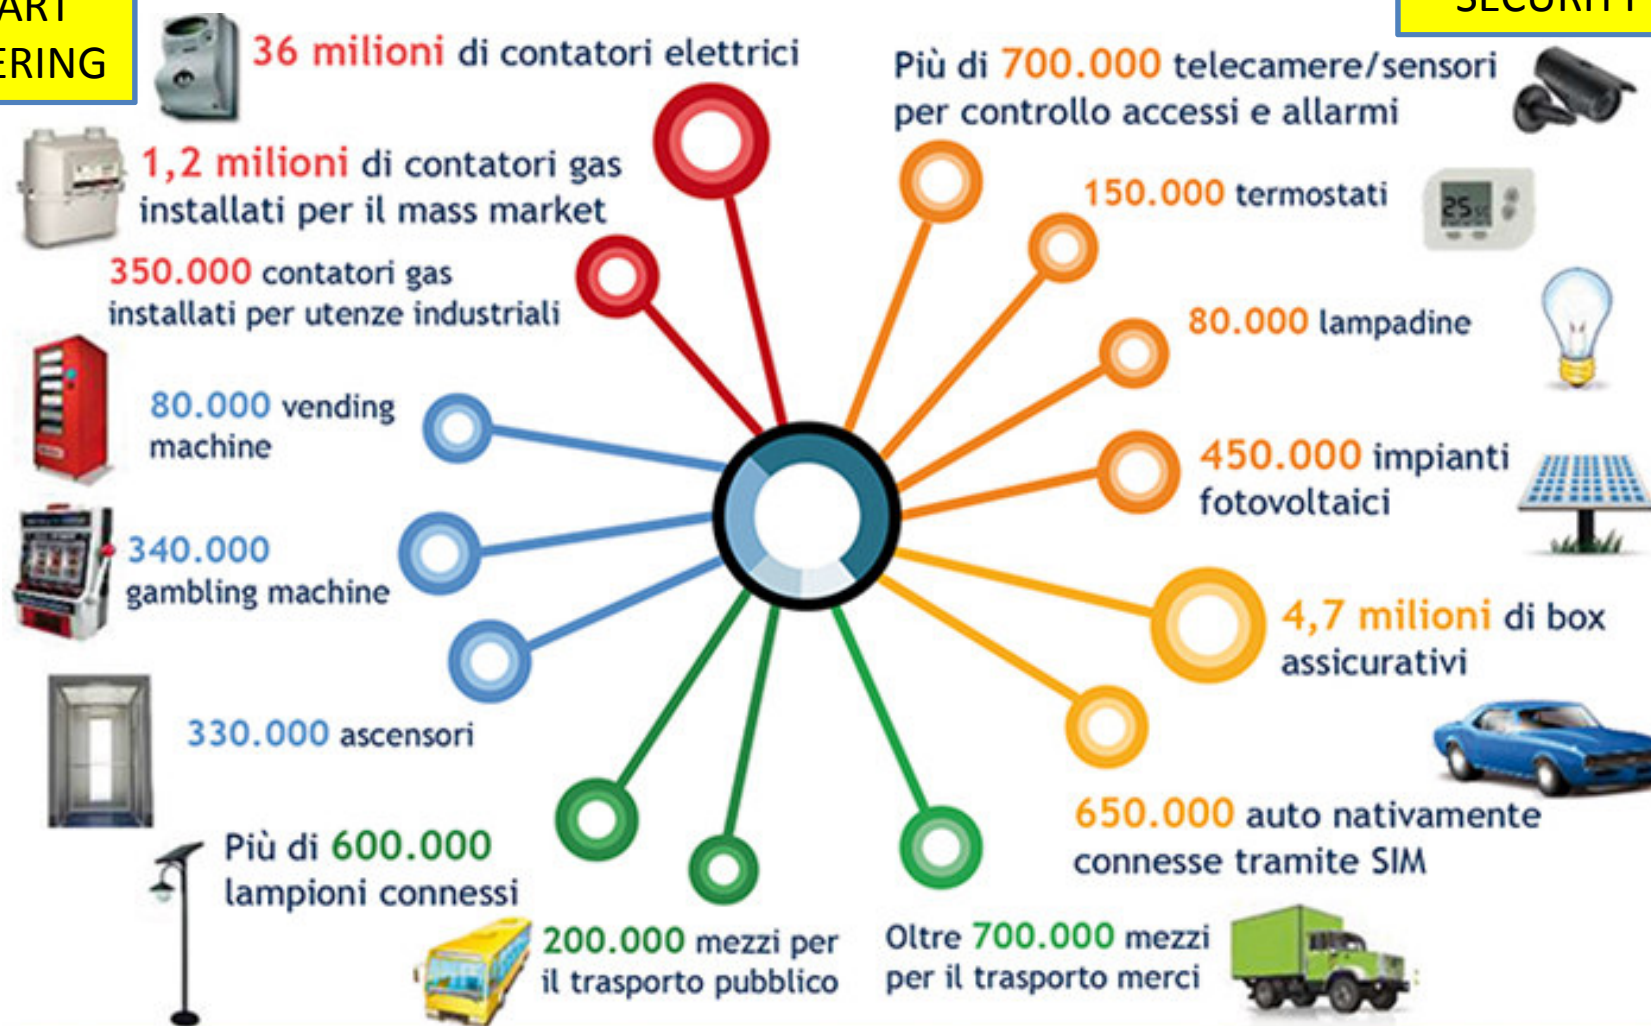 ART
ERING
36 milioni di contatori elettrici
1,2 milioni di contatori gas
installati per il mass market
350.000 contatori gas
installati per utenze industriali
80.000 vending
machine
340.000
gambling machine
330.000 ascensori
Più di 600.000
lampioni connessi
200.000 mezzi per
il trasporto pubblico
Oltre 700.000 mezzi
per il trasporto merci
SECURITY
Più di 700.000 telecamere/sensori
per controllo accessi e allarmi
150.000 termostati
25
80.000 lampadine
450.000 impianti
fotovoltaici
4,7 milioni di box
assicurativi
650.000 auto nativamente
connesse tramite SIM